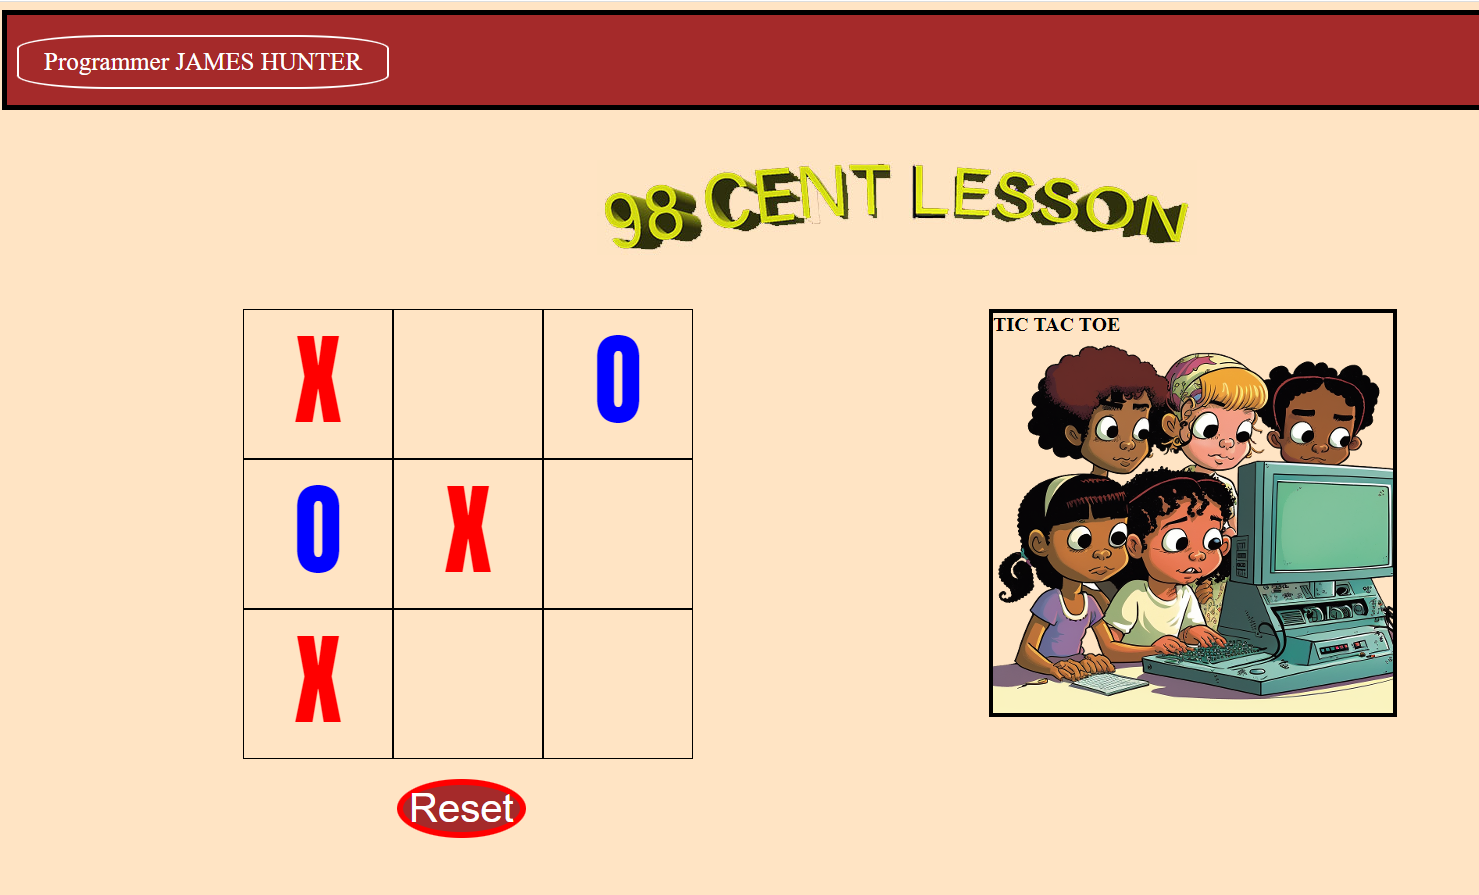 Programmer JAMES HUNTER
98 CENT LESSON
X O
TIC TAC TOE
O X
X
Reset